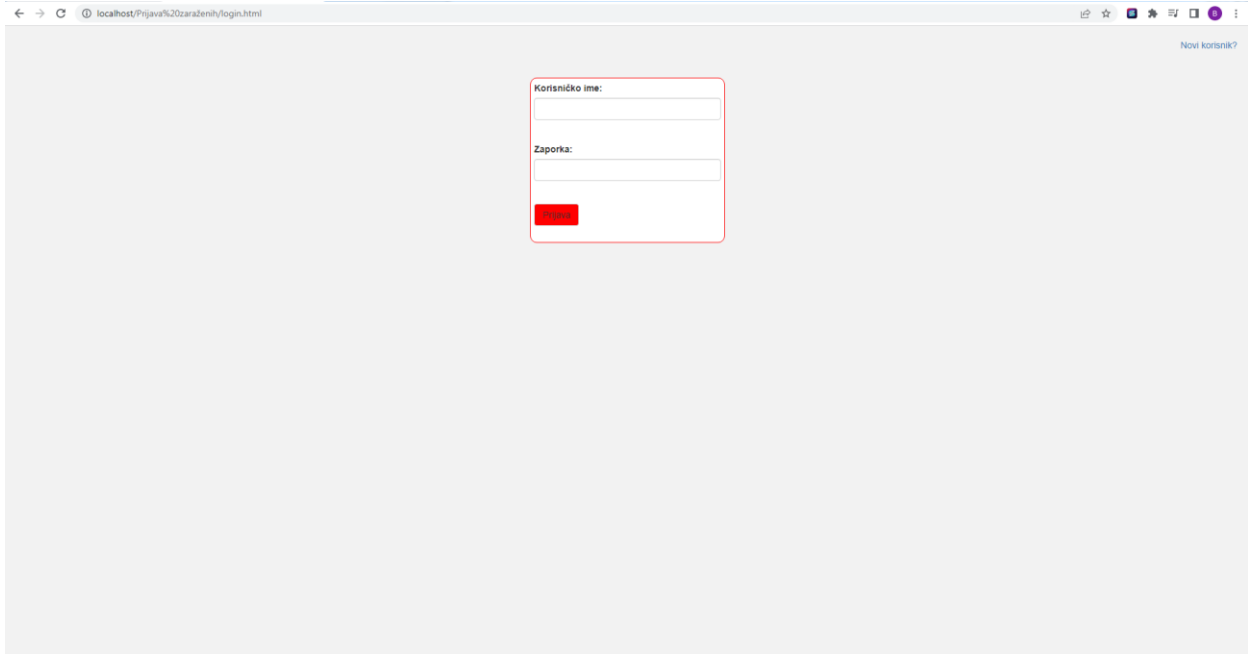 localhost/Prijava%20zaraženih/login.html
B
Novi korisnik?
Korisničko ime:
Zaporka:
Prijava